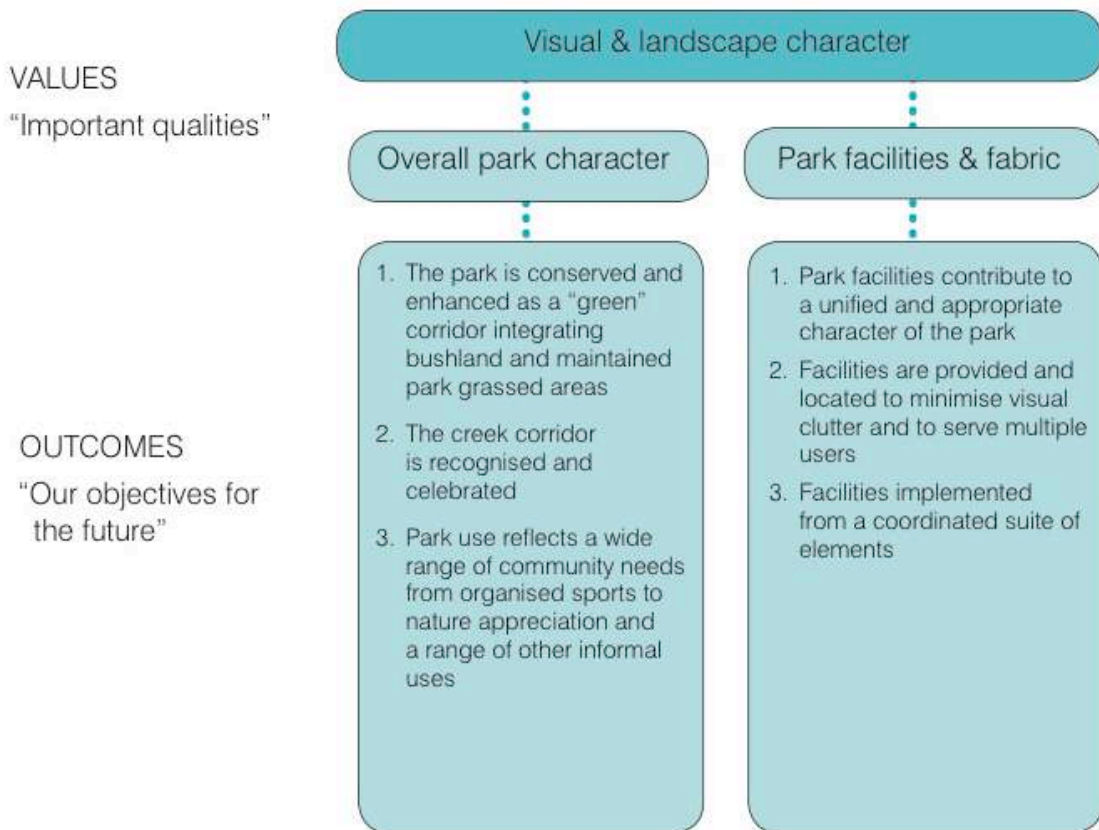 Visual & landscape character
VALUES
“Important qualities”
Overall park character
Park facilities & fabric
1. The park is conserved and
enhanced as a “green”
corridor integrating
bushland and maintained
park grassed areas
2. The creek corridor
is recognised and
celebrated
3. Park use reflects a wide
range of community needs
from organised sports to
nature appreciation and
a range of other informal
uses
1. Park facilities contribute to
a unified and appropriate
character of the park
2. Facilities are provided and
located to minimise visual
clutter and to serve multiple
users
3. Facilities implemented
from a coordinated suite of
elements
OUTCOMES
“Our objectives for
the future”